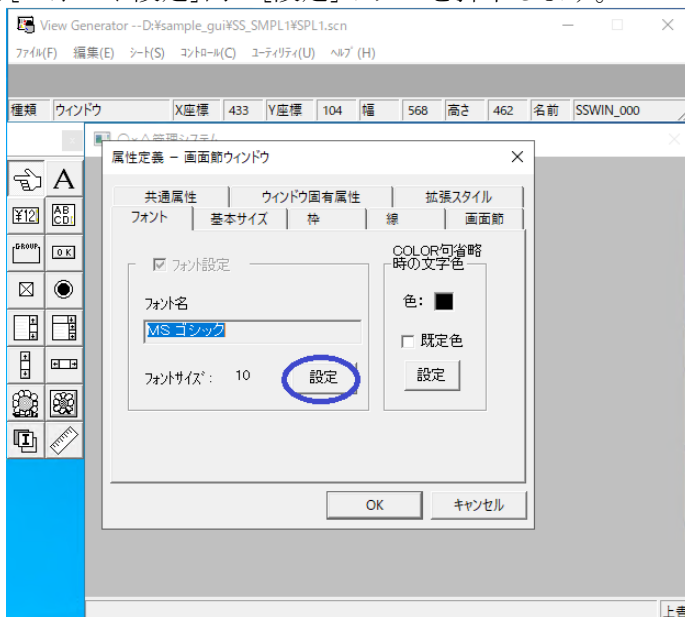 View Generator --D:¥sample_gui¥SS_SMPL1¥SPL1.scn
ファイル(F) 編集(E) シート(S) コントロール(C) ユーティリティ(U) ヘルプ(H)
種類 ウィンドウ X座標 433 Y座標 104 幅 568 高さ 462 名前 SSWIN_000
属性定義 − 画面節ウィンドウ
共通属性 ウィンドウ固有属性 拡張スタイル
フォント 基本サイズ 枠 線 画面節
フォント設定
COLOR句省略
時の文字色
フォント名
色:
MS ゴシック
既定色
フォントサイズ: 10 設定 設定
OK キャンセル
A
¥12 AB CD
GROUP OK
上書